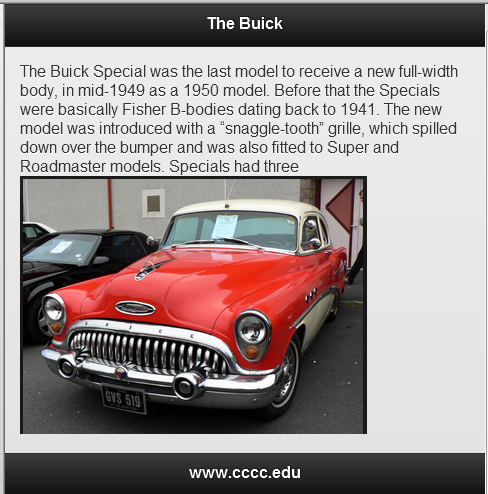 The Buick
The Buick Special was the last model to receive a new full-width
body, in mid-1949 as a 1950 model. Before that the Specials
were basically Fisher B-bodies dating back to 1941. The new
model was introduced with a “snaggle-tooth” grille, which spilled
down over the bumper and was also fitted to Super and
Roadmaster models. Specials had three
BUICK
GVS 519
www.cccc.edu